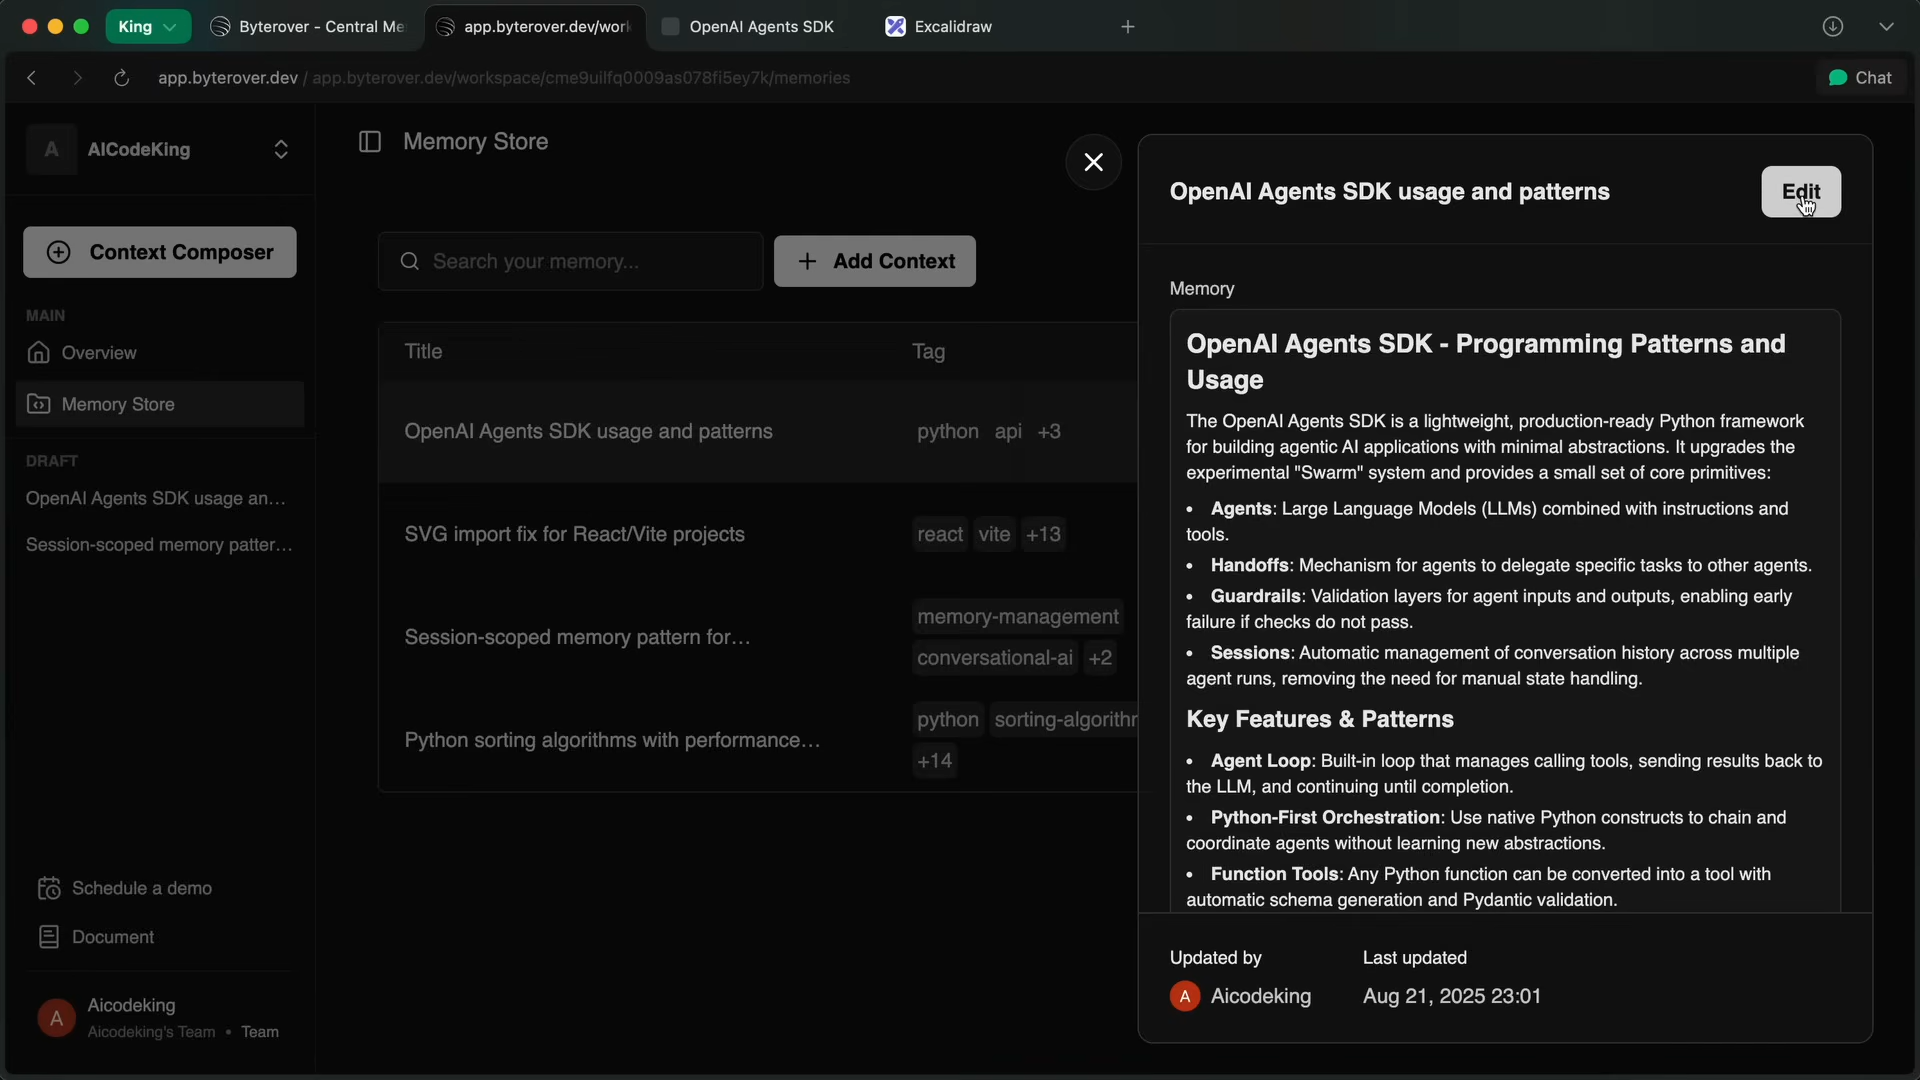 King
Byterover - Central Me
app.byterover.dev/work
OpenAI Agents SDK
Excalidraw
app.byterover.dev / app.byterover.dev/workspace/cme9uilfq0009as078fi5ey7k/memories
Chat
A
AICodeKing
Context Composer
MAIN
Overview
Memory Store
DRAFT
OpenAI Agents SDK usage an...
Session-scoped memory patter...
Schedule a demo
Document
A
Aicodeking
Aicodeking's Team • Team
Memory Store
Search your memory...
Add Context
Title
Tag
OpenAI Agents SDK usage and patterns
python api +3
SVG import fix for React/Vite projects
react vite +13
Session-scoped memory pattern for...
memory-management
conversational-ai +2
Python sorting algorithms with performance...
python sorting-algorithm
+14
OpenAI Agents SDK usage and patterns
Edit
Memory
OpenAI Agents SDK - Programming Patterns and
Usage
The OpenAI Agents SDK is a lightweight, production-ready Python framework
for building agentic AI applications with minimal abstractions. It upgrades the
experimental "Swarm" system and provides a small set of core primitives:
• Agents: Large Language Models (LLMs) combined with instructions and
tools.
• Handoffs: Mechanism for agents to delegate specific tasks to other agents.
• Guardrails: Validation layers for agent inputs and outputs, enabling early
failure if checks do not pass.
• Sessions: Automatic management of conversation history across multiple
agent runs, removing the need for manual state handling.
Key Features & Patterns
• Agent Loop: Built-in loop that manages calling tools, sending results back to
the LLM, and continuing until completion.
• Python-First Orchestration: Use native Python constructs to chain and
coordinate agents without learning new abstractions.
• Function Tools: Any Python function can be converted into a tool with
automatic schema generation and Pydantic validation.
Updated by
Last updated
A
Aicodeking
Aug 21, 2025 23:01